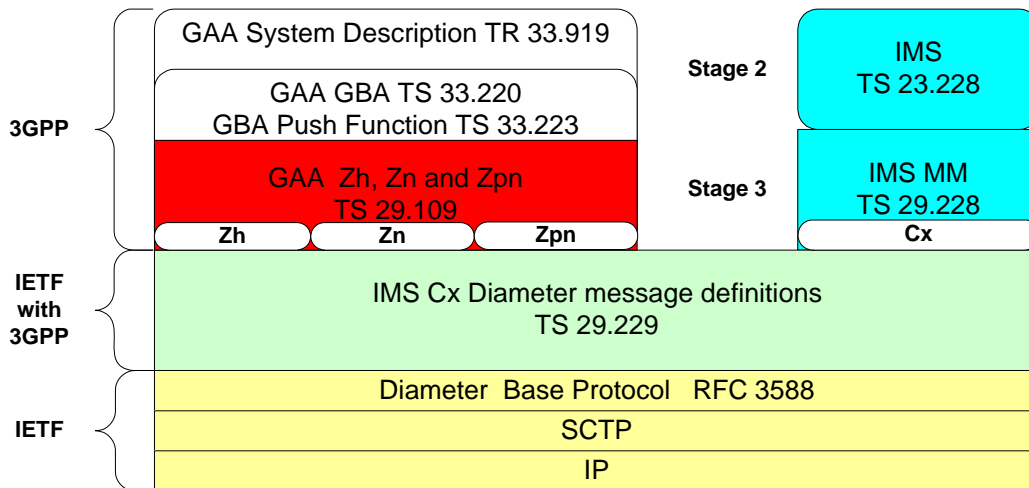 GAA System Description TR 33.919
GAA GBA TS 33.220
GBA Push Function TS 33.223
3GPP
GAA Zh, Zn and Zpn
TS 29.109
Zh
Zn
Zpn
Stage 2
Stage 3
IMS
TS 23.228
IMS MM
TS 29.228
Cx
IETF
with
3GPP
IMS Cx Diameter message definitions
TS 29.229
IETF
Diameter Base Protocol RFC 3588
SCTP
IP